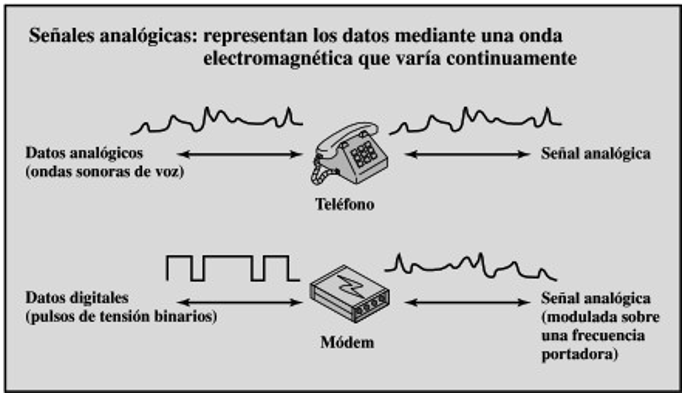 Señales analógicas: representan los datos mediante una onda
electromagnética que varía continuamente
Datos analógicos
(ondas sonoras de voz)
Señal analógica
Teléfono
Datos digitales
(pulsos de tensión binarios)
Señal analógica
(modulada sobre
una frecuencia
portadora)
Módem